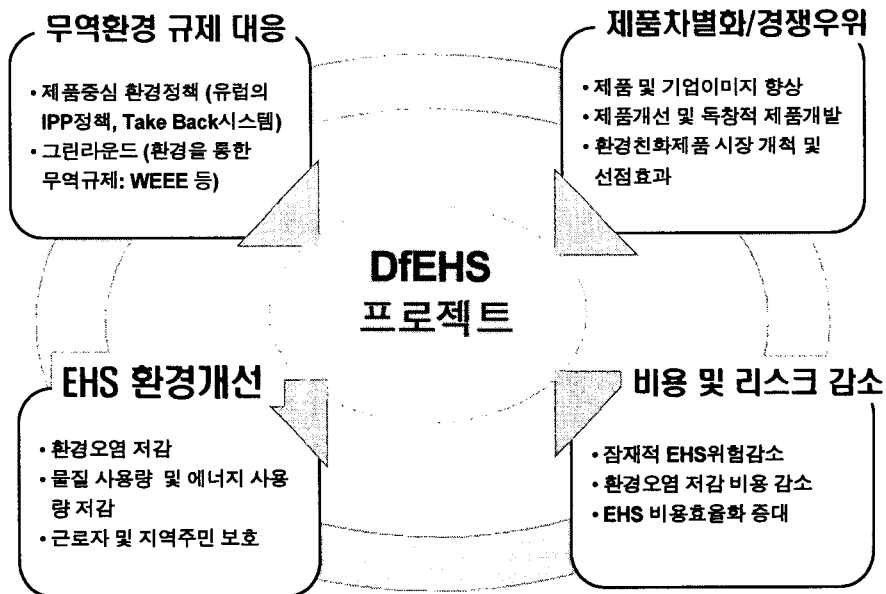 무역환경 규제 대응
• 제품중심 환경정책 (유럽의
IPP정책, Take Back시스템)
• 그린라운드 (환경을 통한
무역규제: WEEE 등)
제품차별화/경쟁우위
• 제품 및 기업이미지 향상
• 제품개선 및 독창적 제품개발
• 환경친화제품 시장 개척 및
선점효과
DfEHS
프로젝트
EHS 환경개선
• 환경오염 저감
• 물질 사용량 및 에너지 사용
량 저감
• 근로자 및 지역주민 보호
비용 및 리스크 감소
• 잠재적 EHS위험감소
• 환경오염 저감 비용 감소
• EHS 비용효율화 증대